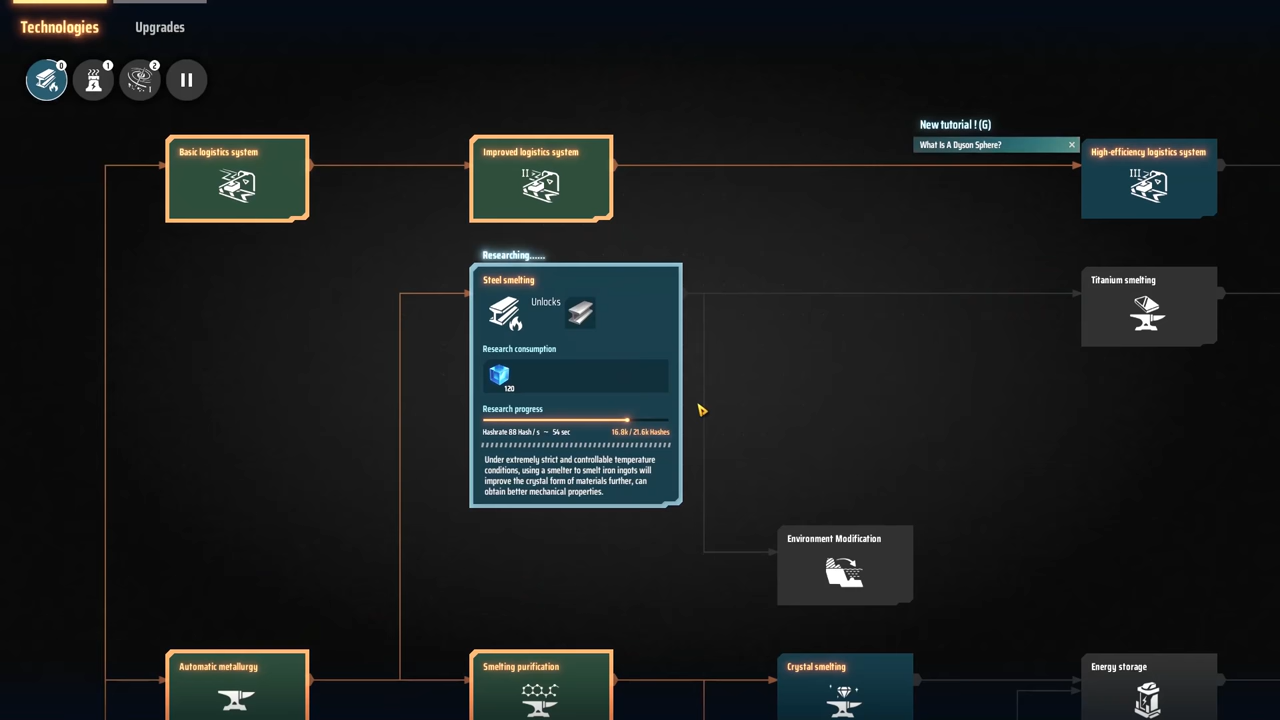 Technologies
Upgrades
0
1
2
New tutorial ! (G)
What Is A Dyson Sphere?
Basic logistics system
Improved logistics system
II
High-efficiency logistics system
III
Researching......
Steel smelting
Unlocks
Research consumption
120
Research progress
Hashrate 88 Hash / s ~ 54 sec
16.8k / 21.6k Hashes
Under extremely strict and controllable temperature
conditions, using a smelter to smelt iron ingots will
improve the crystal form of materials further, can
obtain better mechanical properties.
Titanium smelting
Environment Modification
Automatic metallurgy
Smelting purification
Crystal smelting
Energy storage